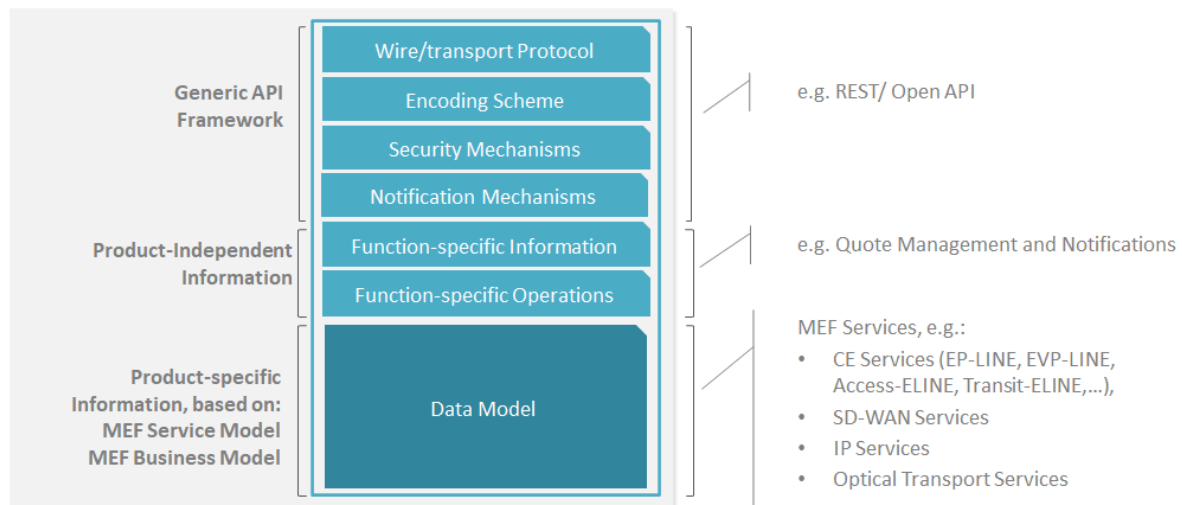 Generic API
Framework
Wire/transport Protocol
Encoding Scheme
Security Mechanisms
Notification Mechanisms
e.g. REST/ Open API
Product-Independent
Information
Function-specific Information
Function-specific Operations
e.g. Quote Management and Notifications
Product-specific
Information, based on:
MEF Service Model
MEF Business Model
Data Model
MEF Services, e.g.:
• CE Services (EP-LINE, EVP-LINE,
Access-ELINE, Transit-ELINE,...),
• SD-WAN Services
• IP Services
• Optical Transport Services